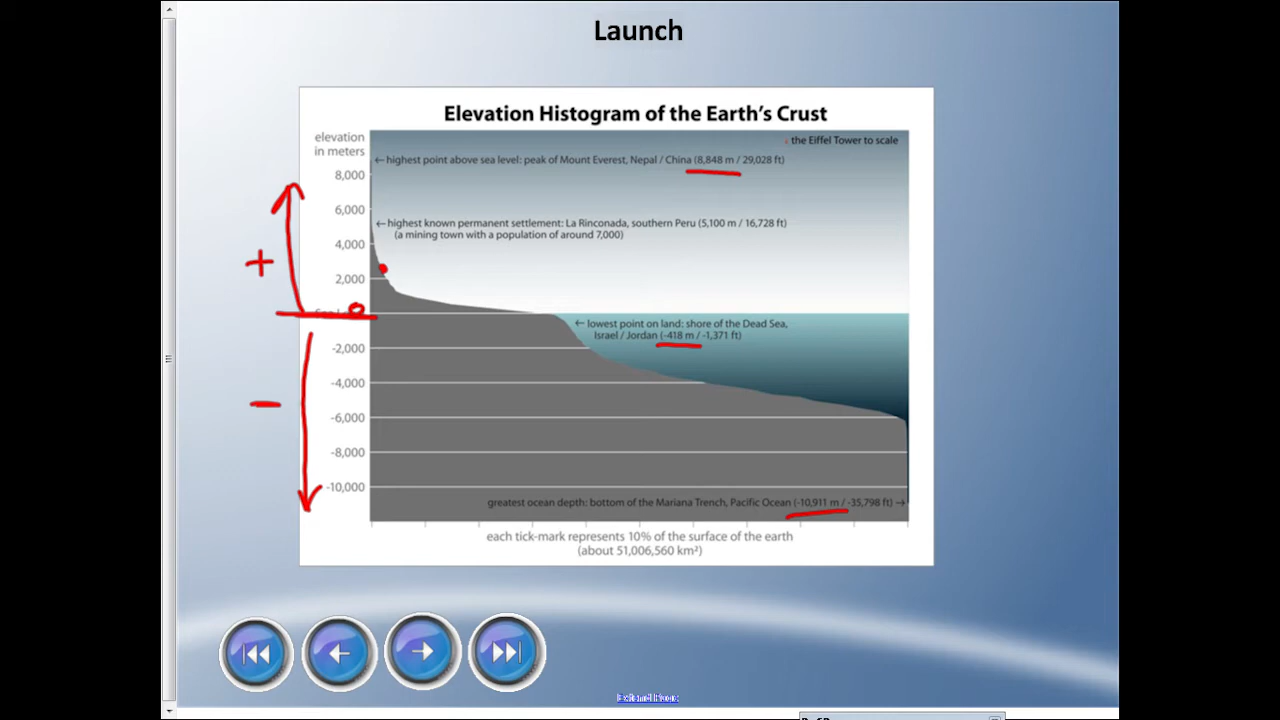 Launch
Elevation Histogram of the Earth's Crust
elevation
in meters
the Eiffel Tower to scale
←highest point above sea level: peak of Mount Everest, Nepal / China (8,848 m / 29,028 ft)
8,000
6,000
←highest known permanent settlement: La Rinconada, southern Peru (5,100 m / 16,728 ft)
(a mining town with a population of around 7,000)
4,000
+
2,000
0
← lowest point on land: shore of the Dead Sea,
Israel / Jordan (-418 m / -1,371 ft)
-2,000
-4,000
-
-6,000
-8,000
-10,000
greatest ocean depth: bottom of the Mariana Trench, Pacific Ocean (-10,911 m / -35,798 ft) →
each tick-mark represents 10% of the surface of the earth
(about 51,006,560 km²)
Extend Page